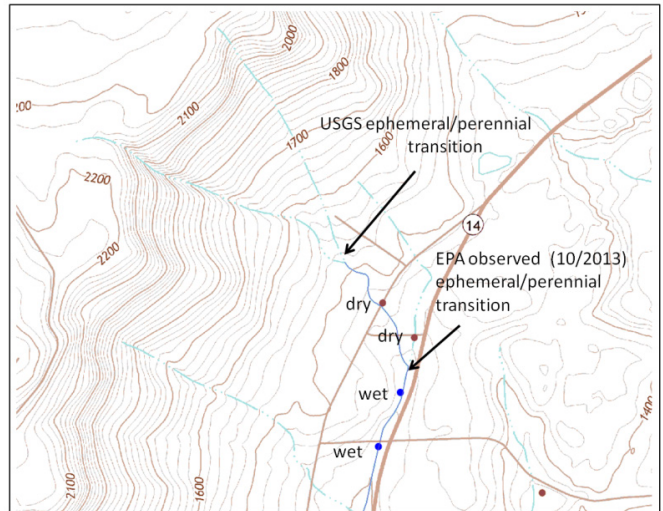 2000
1800
2100
USGS ephemeral/perennial
transition
1700
1600
2200
2200
14
EPA observed (10/2013)
ephemeral/perennial
transition
dry
dry
wet
wet
1400
2100
1600